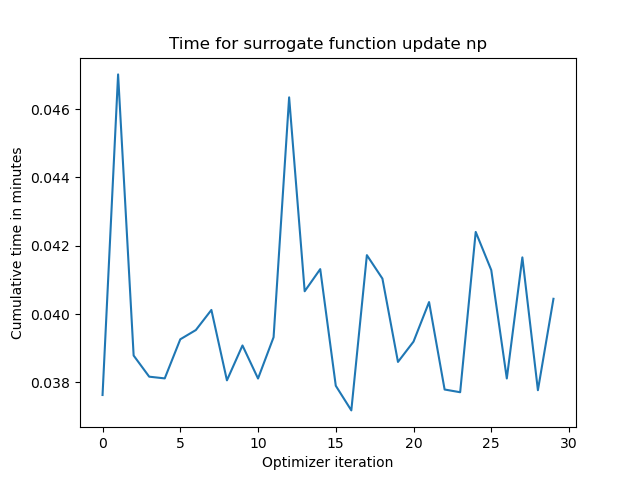 Time for surrogate function update np
Cumulative time in minutes
0.046
0.044
0.042
0.040
0.038
0 5 10 15 20 25 30
Optimizer iteration